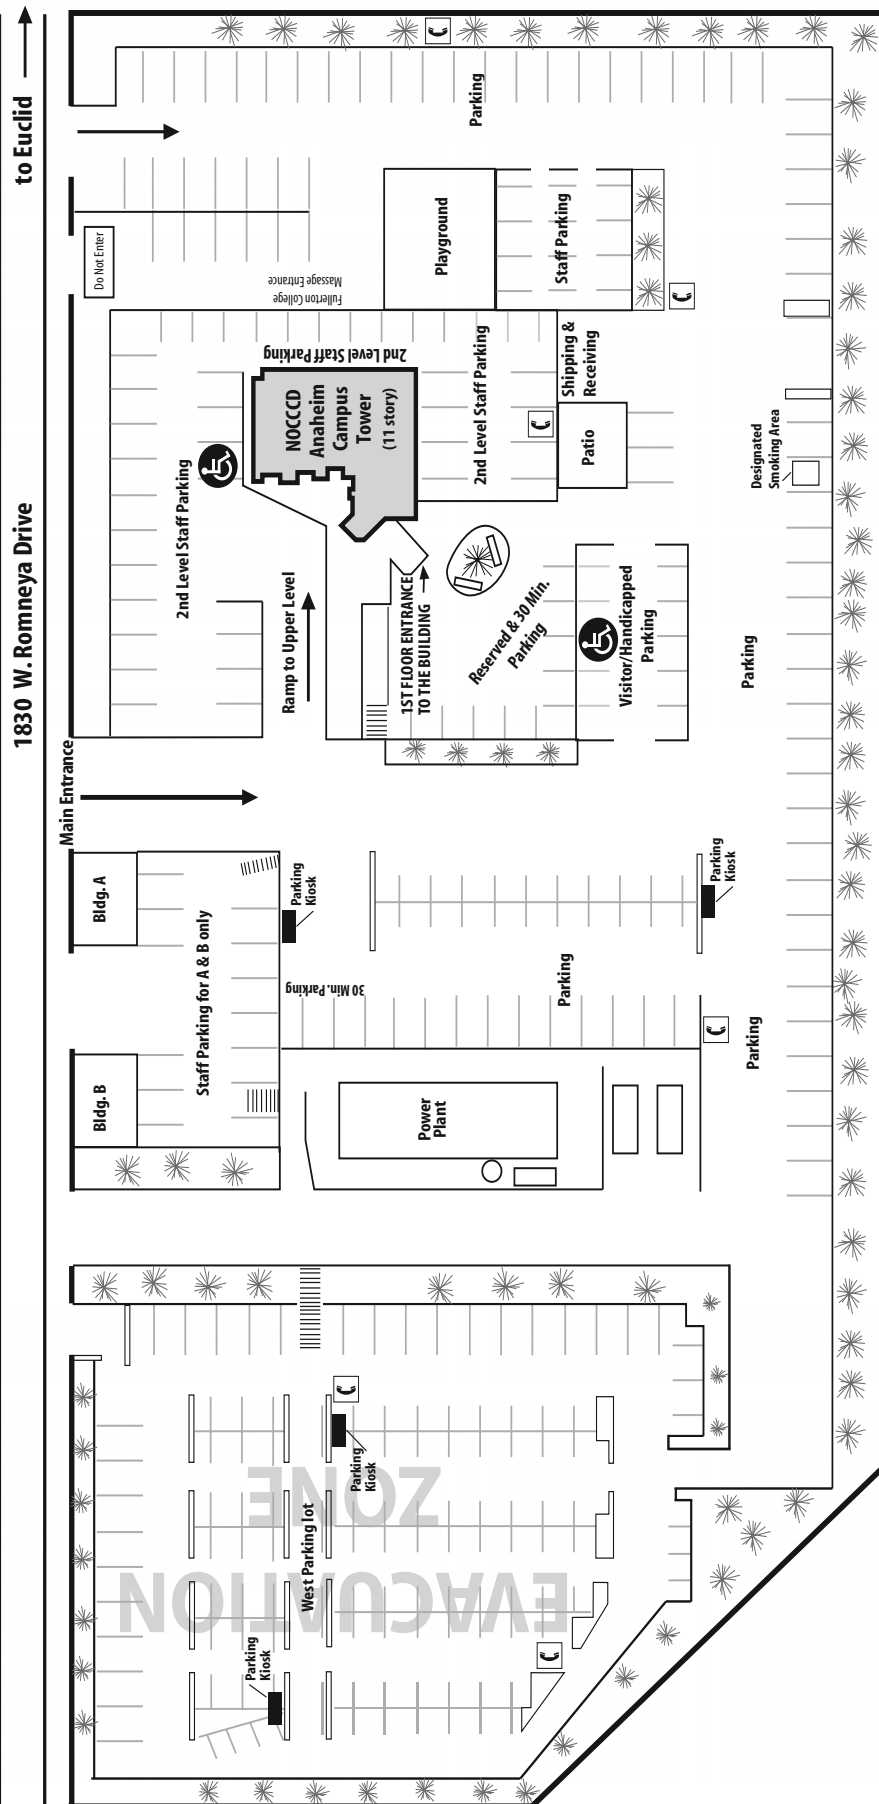 1830 W. Romneya Drive
to Euclid
Main Entrance
Do Not Enter
Parking
Fullerton College
Massage Entrance
Playground
Staff Parking
2nd Level Staff Parking
NOCCCD
Anaheim
Campus
Tower
(11 story)
2nd Level Staff Parking
Shipping &
Receiving
Patio
Designated
Smoking Area
2nd Level Staff Parking
Ramp to Upper Level
1ST FLOOR ENTRANCE
TO THE BUILDING
Reserved & 30 Min.
Parking
Visitor/Handicapped
Parking
Parking
Bldg. A
Staff Parking for A & B only
Parking
Kiosk
Parking
Kiosk
30 Min. Parking
Parking
Parking
Bldg. B
Power
Plant
Parking
Kiosk
West Parking lot
EVACUATION
ZONE
Parking
Kiosk